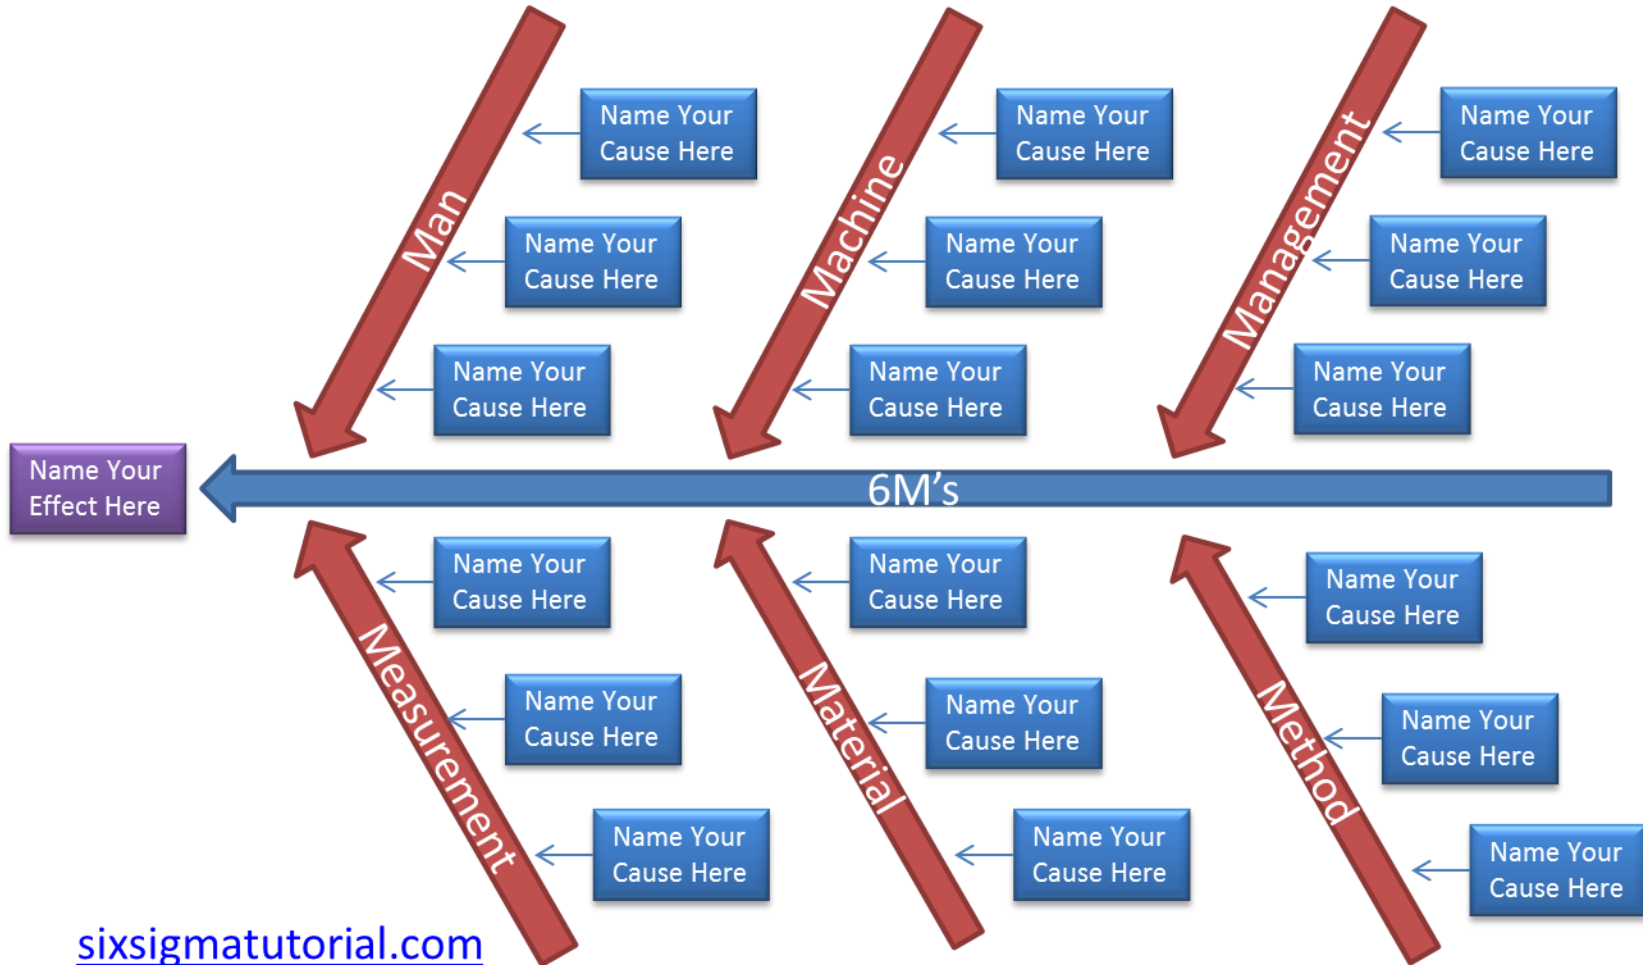 Man
Name Your
Cause Here
Name Your
Cause Here
Name Your
Cause Here
Machine
Name Your
Cause Here
Name Your
Cause Here
Name Your
Cause Here
Management
Name Your
Cause Here
Name Your
Cause Here
Name Your
Cause Here
Name Your
Effect Here
6M’s
Measurement
Name Your
Cause Here
Name Your
Cause Here
Name Your
Cause Here
Material
Name Your
Cause Here
Name Your
Cause Here
Name Your
Cause Here
Method
Name Your
Cause Here
Name Your
Cause Here
Name Your
Cause Here
sixsigmatutorial.com